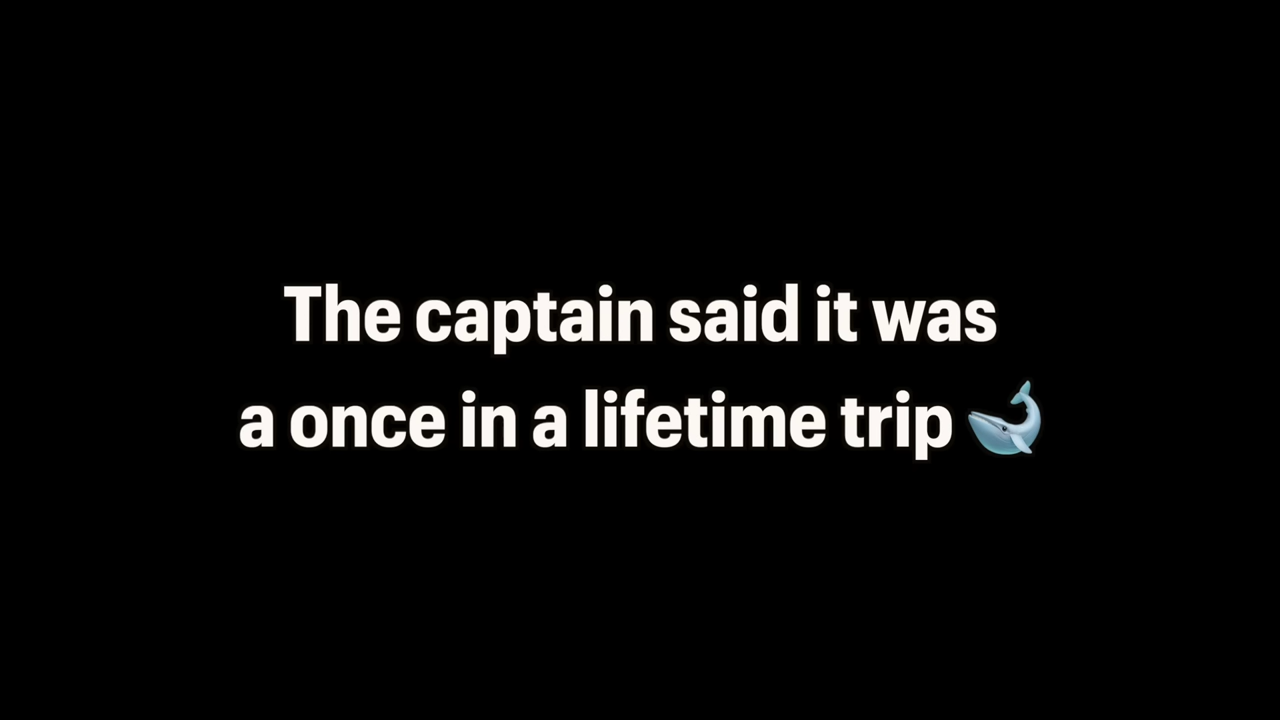 The captain said it was
a once in a lifetime trip 🐋